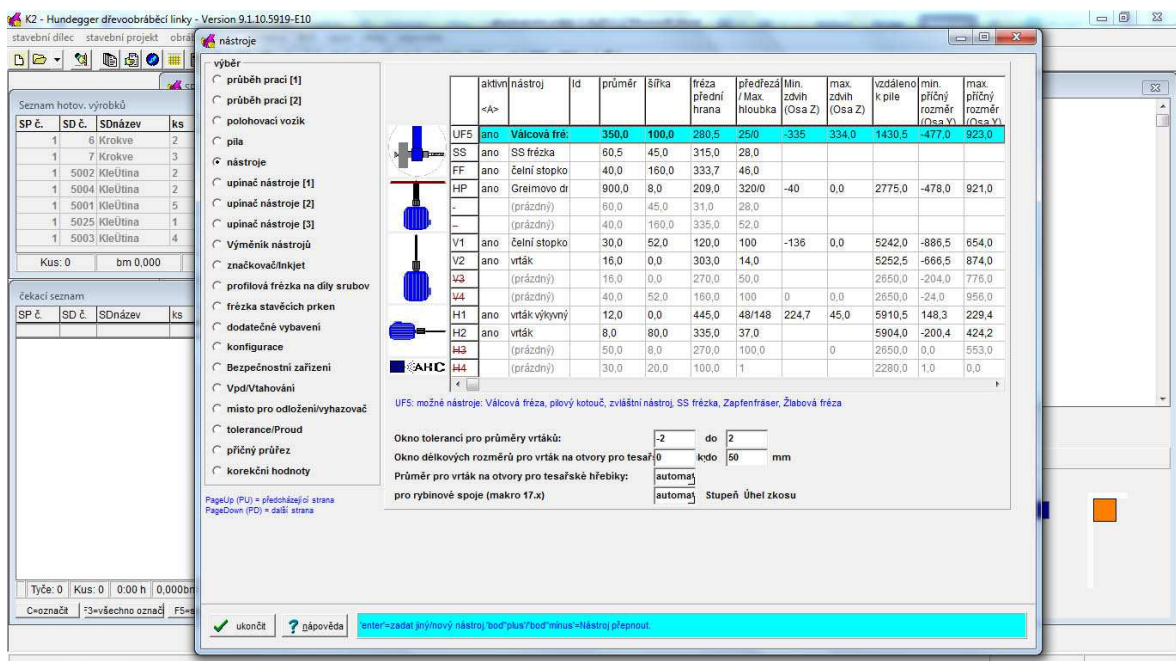 K2 - Hundegger dřevoobráběcí linky - Version 9.1.10.5919-E10
stavební dílec stavební projekt
Seznam hotov. výrobků
SP č. SD č. SDnázev ks
1 6 Krokve 2
1 7 Krokve 3
1 5002 KleÜtina 2
1 5004 KleÜtina 2
1 5001 KleÜtina 5
1 5025 KleÜtina 1
1 5003 KleÜtina 4
Kus: 0 bm 0,000
čekací seznam
SP č. SD č. SDnázev ks
Tyče: 0 Kus: 0 0:00 h 0,000bm
C=označit F3=všechno označ F5=s
nástroje
výběr
průběh prací [1]
průběh prací [2]
polohovací vozík
pila
nástroje
upínač nástroje [1]
upínač nástroje [2]
upínač nástroje [3]
Výměník nástrojů
značkovač/Inkjet
profilová frézka na díly srubov
frézka stavěcích prken
dodatečné vybavení
konfigurace
Bezpečnostní zařízení
Vpd/Vtahování
místo pro odložení/vyhazovač
tolerance/Proud
příčný průřez
korekční hodnoty
PageUp (PU) = předcházející strana
PageDown (PD) = další strana
aktivn nástroj Id průměr šířka fréza předřezá Min. max. vzdáleno min. max.
přední / Max. zdvih zdvih k pile příčný příčný
<A> hrana hloubka (Osa Z) (Osa Z) rozměr rozměr
(Osa Y) (Osa Y)
UF5 ano Válcová fré: 350,0 100,0 280,5 25/0 -335 334,0 1430,5 -477,0 923,0
SS ano SS frézka 60,5 45,0 315,0 28,0
FF ano čelní stopko 40,0 160,0 333,7 46,0
HP ano Greimovo dr 900,0 8,0 209,0 320/0 -40 0,0 2775,0 -478,0 921,0
- (prázdný) 60,0 45,0 31,0 28,0
- (prázdný) 40,0 160,0 335,0 52,0
V1 ano čelní stopko 30,0 52,0 120,0 100 -136 0,0 5242,0 -886,5 654,0
V2 ano vrták 16,0 0,0 303,0 14,0 5252,5 -666,5 874,0
V3 (prázdný) 16,0 0,0 270,0 50,0 2650,0 -204,0 776,0
V4 (prázdný) 40,0 52,0 160,0 100 0 0,0 2650,0 -24,0 956,0
H1 ano vrták výkyvný 12,0 0,0 445,0 48/148 224,7 45,0 5910,5 148,3 229,4
H2 ano vrták 8,0 80,0 335,0 37,0 5904,0 -200,4 424,2
H3 (prázdný) 50,0 8,0 270,0 100,0 0 2650,0 0,0 553,0
H4 (prázdný) 30,0 20,0 100,0 1 2280,0 1,0 0,0
UF5: možné nástroje: Válcová fréza, pilový kotouč, zvláštní nástroj, SS frézka, Zapfenfräser, Žlabová fréza
Okno tolerancí pro průměry vrtáků: -2 do 2
Okno délkových rozměrů pro vrták na otvory pro tesař 0 do 50 mm
Průměr pro vrták na otvory pro tesařské hřebíky: automat
pro rybinové spoje (makro 17.x) automat Stupeň Úhel zkosu
ukončit nápověda 'enter'=zadat jiný/nový nástroj.'bod''plus'/'bod''mínus'=Nástroj přepnout.